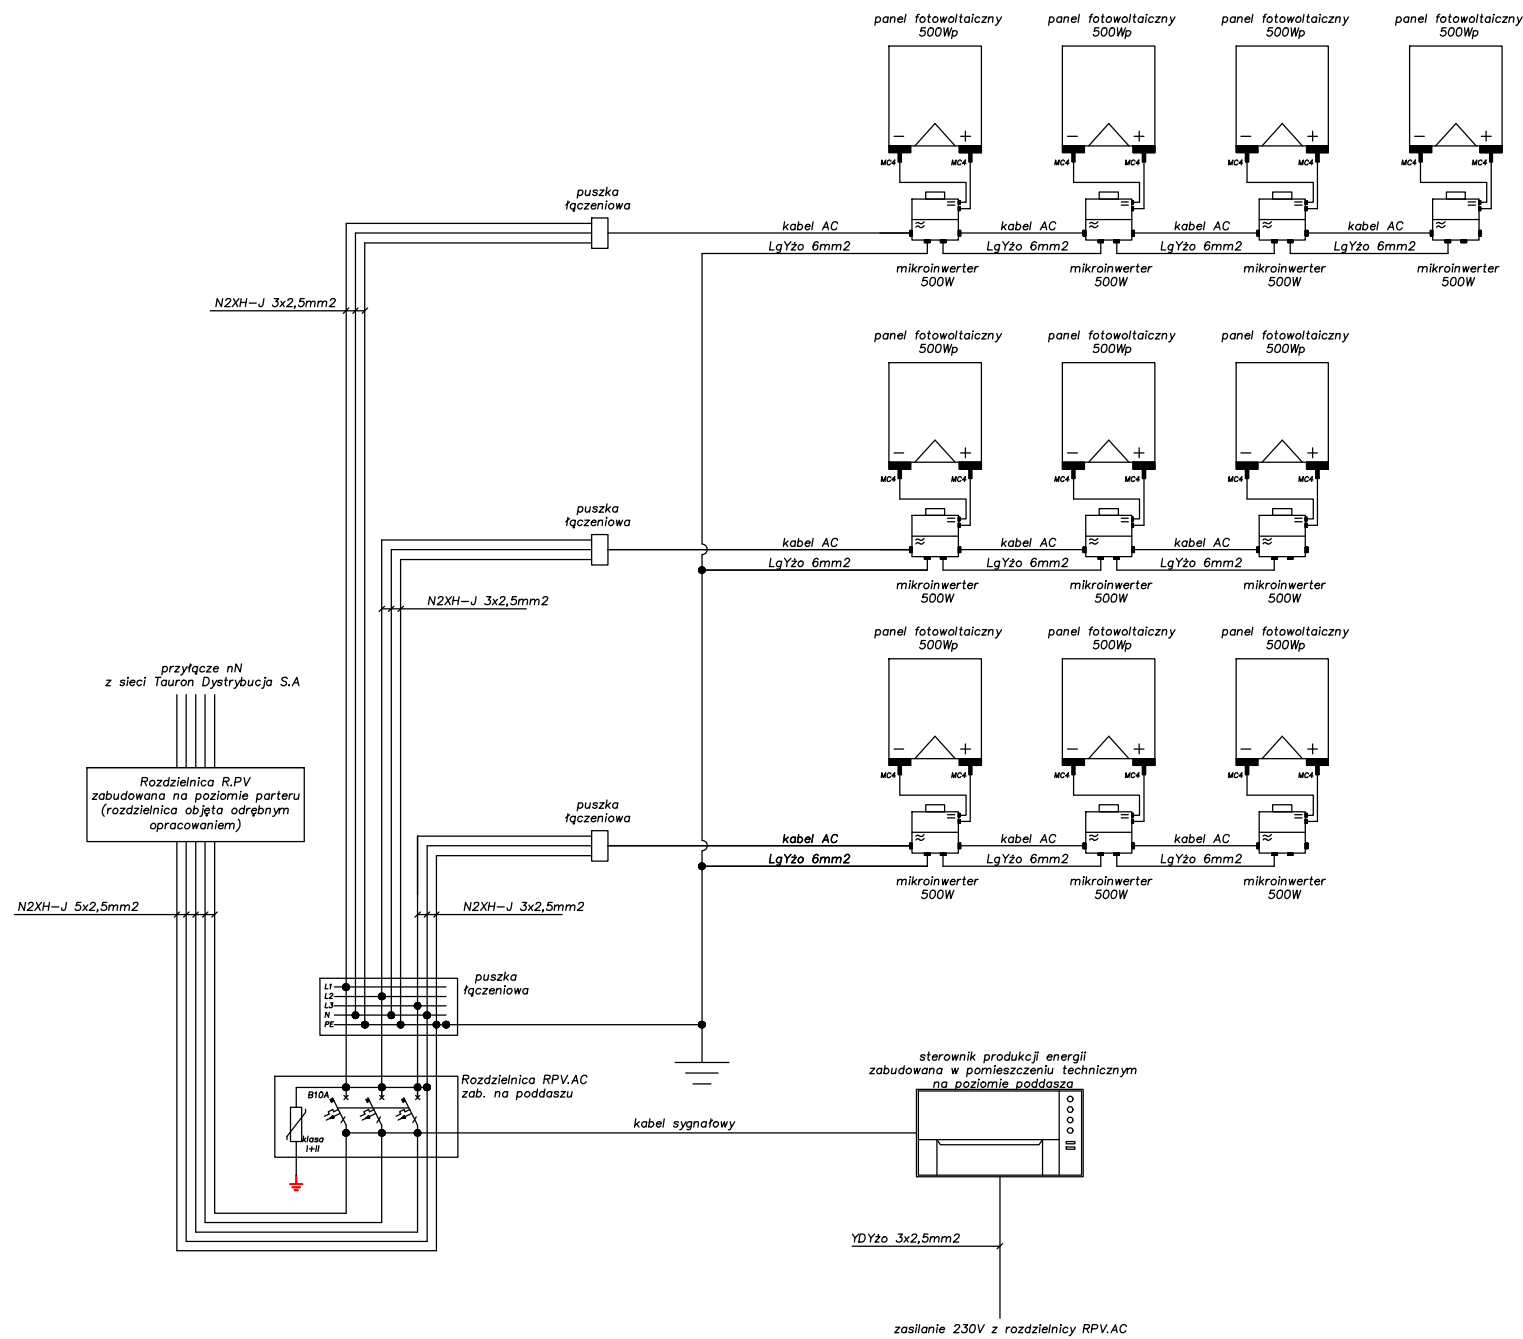 panel fotowoltaiczny
500Wp
panel fotowoltaiczny
500Wp
panel fotowoltaiczny
500Wp
panel fotowoltaiczny
500Wp
MC4
MC4
MC4
MC4
MC4
MC4
MC4
MC4
puszka
łączeniowa
kabel AC
kabel AC
kabel AC
kabel AC
LgYżo 6mm2
LgYżo 6mm2
LgYżo 6mm2
LgYżo 6mm2
mikroinwerter
500W
mikroinwerter
500W
mikroinwerter
500W
mikroinwerter
500W
N2XH-J 3x2,5mm2
panel fotowoltaiczny
500Wp
panel fotowoltaiczny
500Wp
panel fotowoltaiczny
500Wp
MC4
MC4
MC4
MC4
MC4
MC4
puszka
łączeniowa
kabel AC
kabel AC
kabel AC
LgYżo 6mm2
LgYżo 6mm2
LgYżo 6mm2
mikroinwerter
500W
mikroinwerter
500W
mikroinwerter
500W
N2XH-J 3x2,5mm2
panel fotowoltaiczny
500Wp
panel fotowoltaiczny
500Wp
panel fotowoltaiczny
500Wp
przyłącze nN
z sieci Tauron Dystrybucja S.A
MC4
MC4
MC4
MC4
MC4
MC4
Rozdzielnica R.PV
zabudowana na poziomie parteru
(rozdzielnica objęta odrębnym
opracowaniem)
puszka
łączeniowa
kabel AC
kabel AC
kabel AC
LgYżo 6mm2
LgYżo 6mm2
LgYżo 6mm2
mikroinwerter
500W
mikroinwerter
500W
mikroinwerter
500W
N2XH-J 5x2,5mm2
N2XH-J 3x2,5mm2
puszka
łączeniowa
L1
L2
L3
N
PE
Rozdzielnica RPV.AC
zab. na poddaszu
B10A
klasa
I+II
kabel sygnałowy
sterownik produkcji energii
zabudowana w pomieszczeniu technicznym
na poziomie poddasza
YDYżo 3x2,5mm2
zasilanie 230V z rozdzielnicy RPV.AC